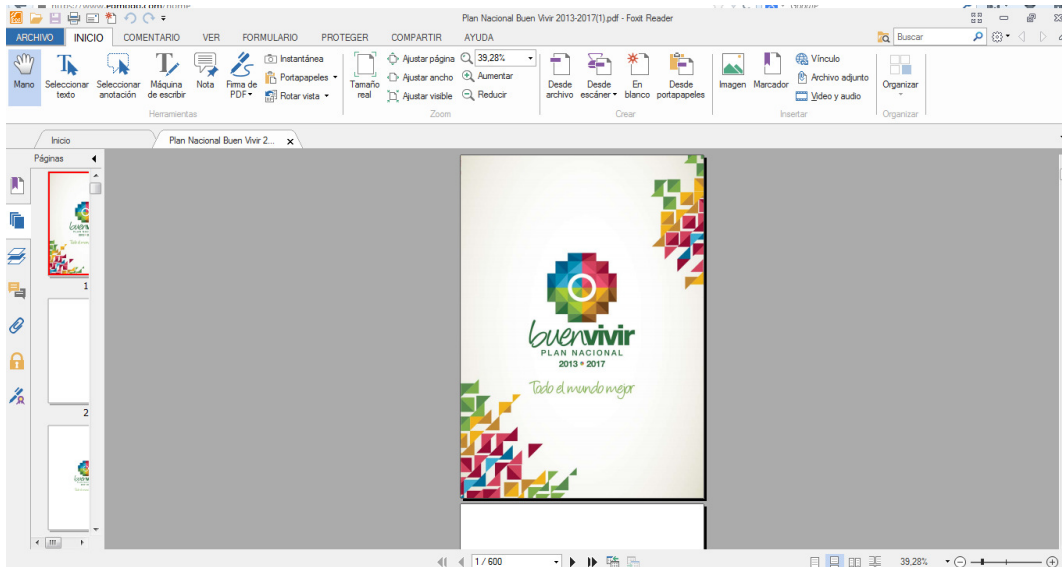 Plan Nacional Buen Vivir 2013-2017(1).pdf - Foxit Reader
ARCHIVO INICIO COMENTARIO VER FORMULARIO PROTEGER COMPARTIR AYUDA Buscar
Mano
Seleccionar texto
Seleccionar anotación
Máquina de escribir
Nota
Firma de PDF
Instantánea
Portapapeles
Rotar vista
Herramientas
Tamaño real
Ajustar página
Ajustar ancho
Ajustar visible
39,28%
Aumentar
Reducir
Zoom
Desde archivo
Desde escáner
En blanco
Desde portapapeles
Crear
Imagen
Marcador
Vínculo
Archivo adjunto
Video y audio
Insertar
Organizar
Organizar
Inicio
Plan Nacional Buen Vivir 2...
Páginas
1
2
buenvivir
PLAN NACIONAL
2013 • 2017
Todo el mundo mejor
1 / 600
39,28%